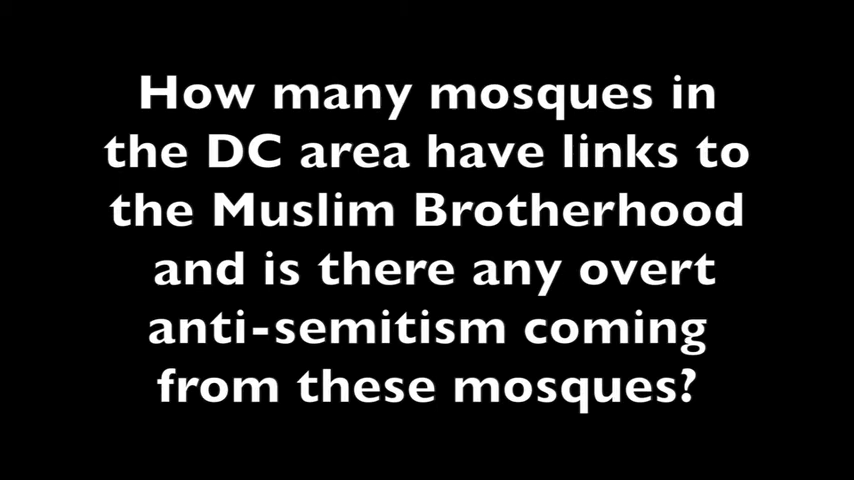 How many mosques in
the DC area have links to
the Muslim Brotherhood
and is there any overt
anti-semitism coming
from these mosques?